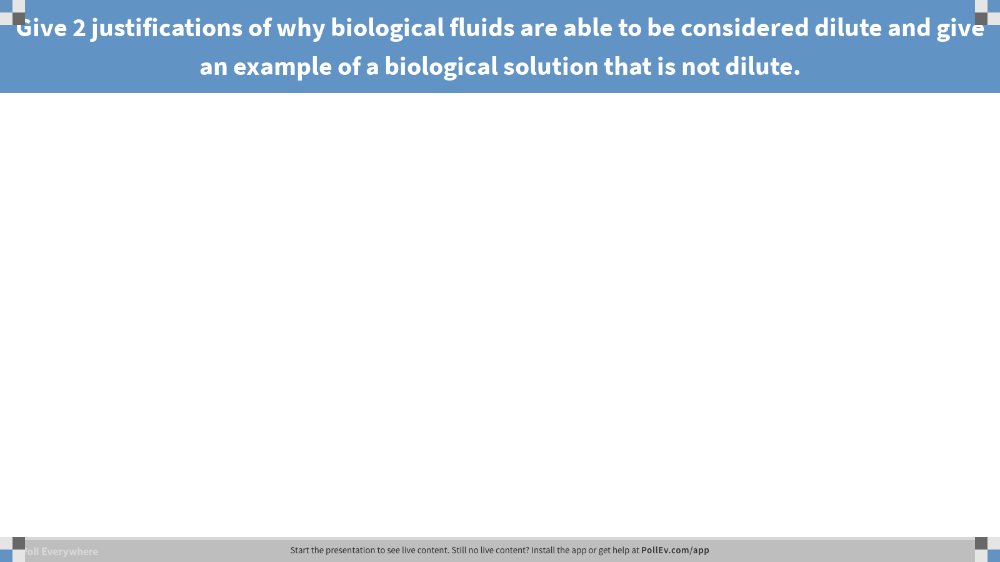 Give 2 justifications of why biological fluids are able to be considered dilute and give
an example of a biological solution that is not dilute.
Poll Everywhere
Start the presentation to see live content. Still no live content? Install the app or get help at PollEv.com/app